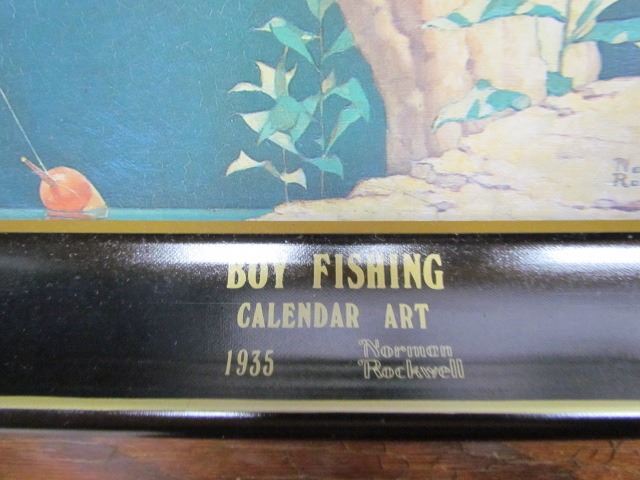 BOY FISHING
CALENDAR ART
1935 Norman
Rockwell